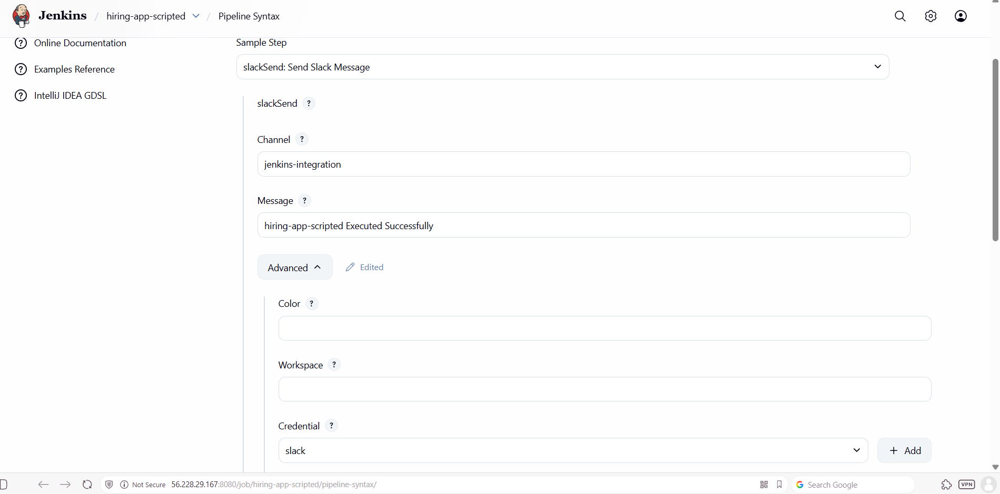 Jenkins / hiring-app-scripted / Pipeline Syntax
Online Documentation
Examples Reference
IntelliJ IDEA GDSL
Sample Step
slackSend: Send Slack Message
slackSend ?
Channel ?
jenkins-integration
Message ?
hiring-app-scripted Executed Successfully
Advanced Edited
Color ?
Workspace ?
Credential ?
slack
+ Add
Not Secure 56.228.29.167:8080/job/hiring-app-scripted/pipeline-syntax/ Search Google VPN